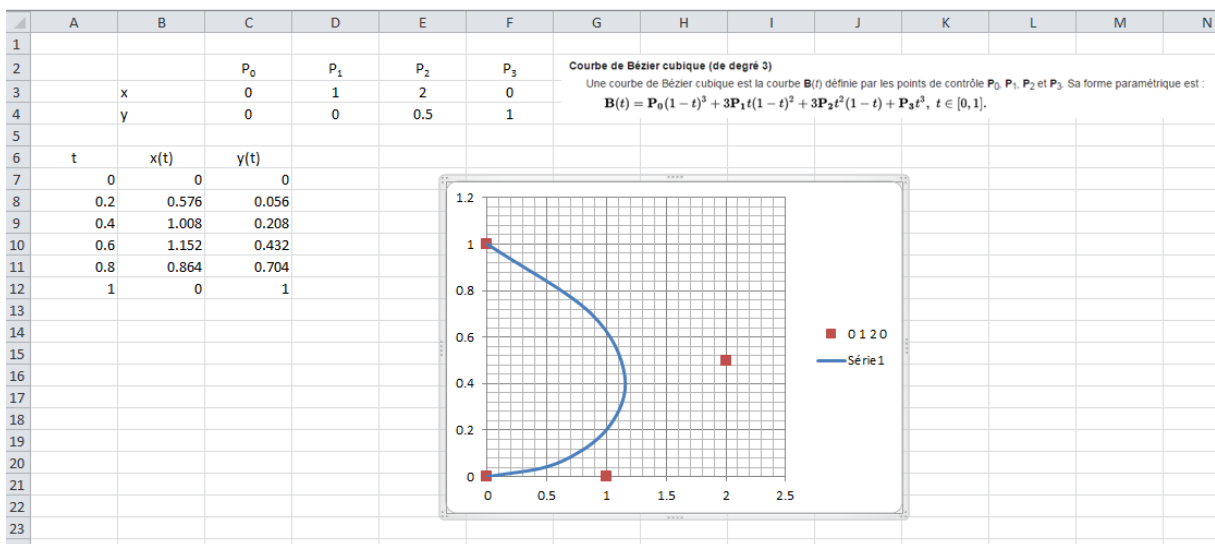 A B C D E F G H I J K L M N
1
2 P0 P1 P2 P3
Courbe de Bézier cubique (de degré 3)
3 x 0 1 2 0
Une courbe de Bézier cubique est la courbe B(t) définie par les points de contrôle P0, P1, P2 et P3. Sa forme paramétrique est :
4 y 0 0 0.5 1
B(t) = P0(1 − t)³ + 3P1t(1 − t)² + 3P2t²(1 − t) + P3t³, t ∈ [0, 1].
5
6 t x(t) y(t)
7 0 0 0
8 0.2 0.576 0.056
9 0.4 1.008 0.208
10 0.6 1.152 0.432
11 0.8 0.864 0.704
12 1 0 1
13
14
15
16
17
18
19
20
21
22
23
1.2
1
0.8
0.6
0.4
0.2
0
0 0.5 1 1.5 2 2.5
0 1 2 0
Série1